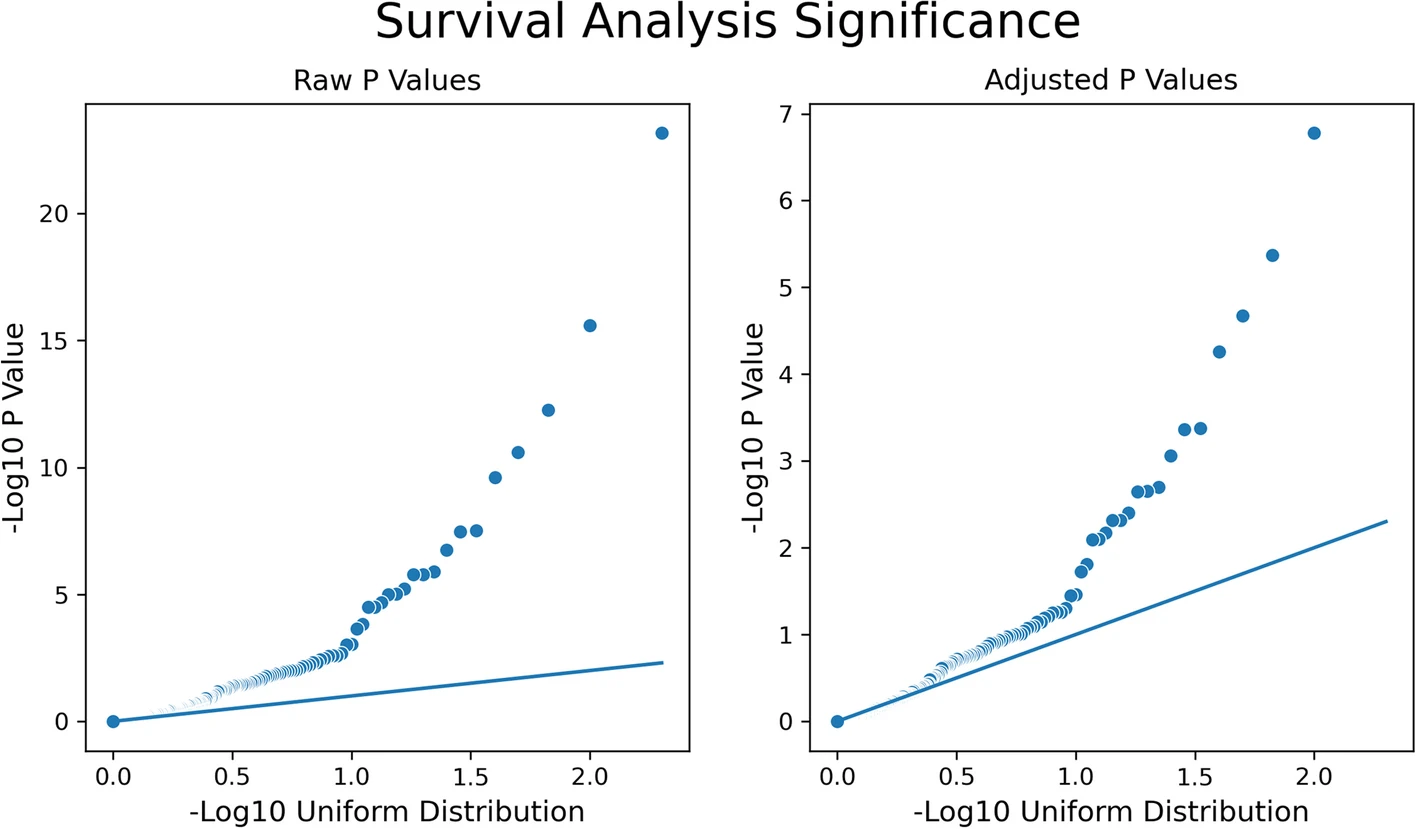 Survival Analysis Significance
Raw P Values
-Log10 P Value
20
15
10
5
0
0.0 0.5 1.0 1.5 2.0
-Log10 Uniform Distribution
Adjusted P Values
-Log10 P Value
7
6
5
4
3
2
1
0
0.0 0.5 1.0 1.5 2.0
-Log10 Uniform Distribution